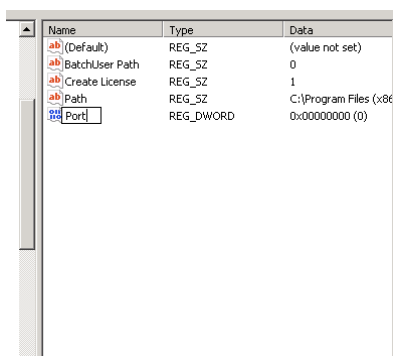 Name Type Data
(Default) REG_SZ (value not set)
BatchUser Path REG_SZ 0
Create License REG_SZ 1
Path REG_SZ C:\Program Files (x86
Port REG_DWORD 0x00000000 (0)